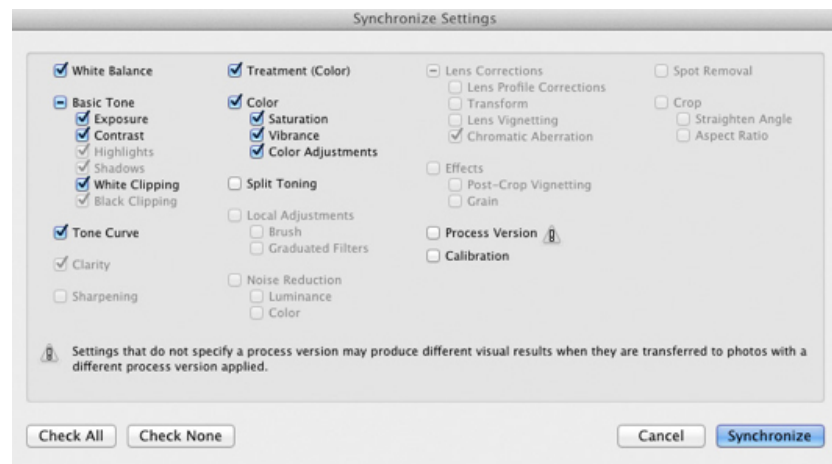 Synchronize Settings
White Balance
Basic Tone
Exposure
Contrast
Highlights
Shadows
White Clipping
Black Clipping
Tone Curve
Clarity
Sharpening
Treatment (Color)
Color
Saturation
Vibrance
Color Adjustments
Split Toning
Local Adjustments
Brush
Graduated Filters
Noise Reduction
Luminance
Color
Lens Corrections
Lens Profile Corrections
Transform
Lens Vignetting
Chromatic Aberration
Effects
Post-Crop Vignetting
Grain
Process Version
Calibration
Spot Removal
Crop
Straighten Angle
Aspect Ratio
Settings that do not specify a process version may produce different visual results when they are transferred to photos with a
different process version applied.
Check All
Check None
Cancel
Synchronize